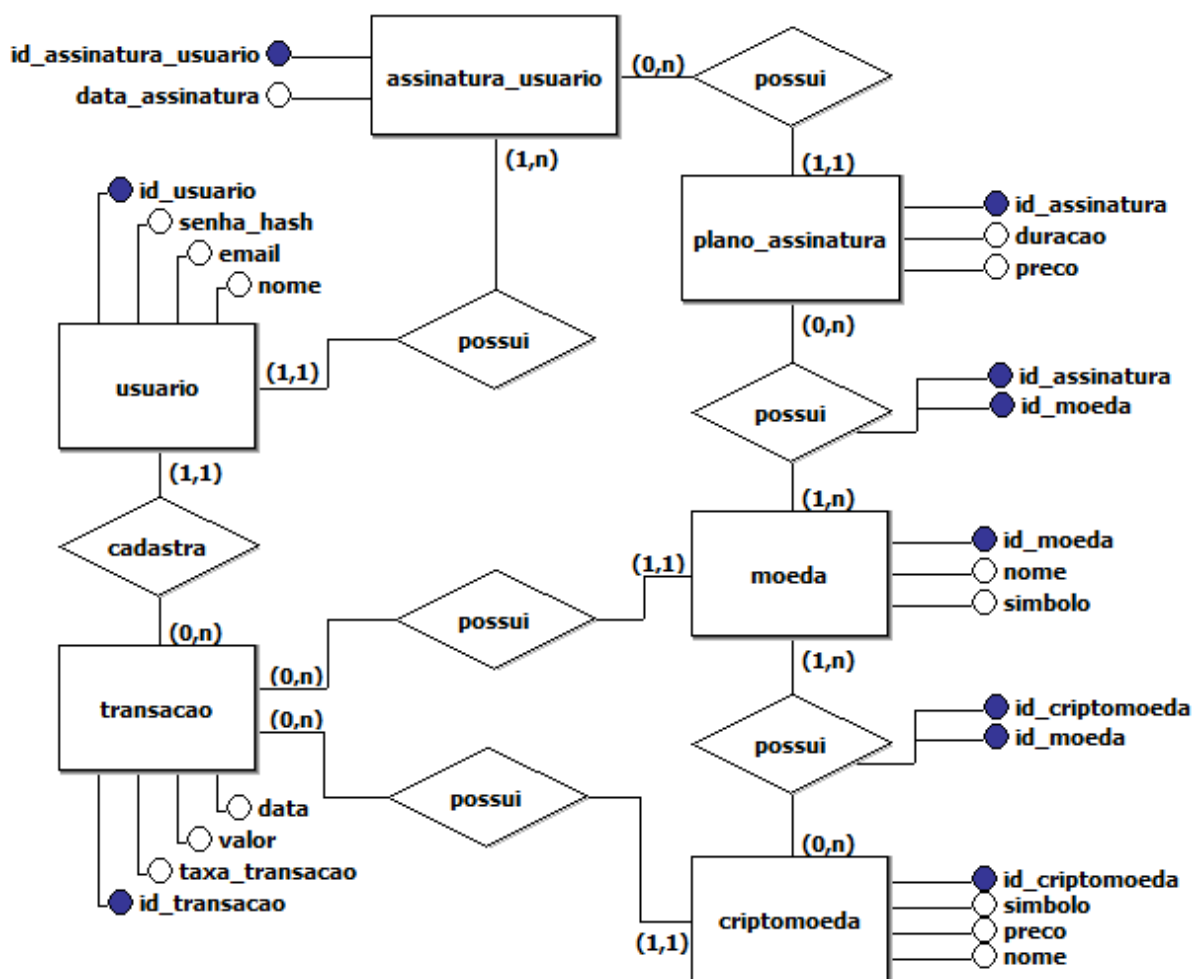 id_assinatura_usuario
data_assinatura
assinatura_usuario
(0,n)
possui
(1,n)
(1,1)
id_usuario
senha_hash
email
nome
plano_assinatura
id_assinatura
duracao
preco
usuario
(1,1)
possui
(0,n)
(1,1)
possui
id_assinatura
id_moeda
cadastra
(1,n)
(0,n)
possui
(1,1)
moeda
id_moeda
nome
simbolo
transacao
(0,n)
(0,n)
(1,n)
possui
id_criptomoeda
id_moeda
data
valor
taxa_transacao
id_transacao
possui
(0,n)
(1,1)
criptomoeda
id_criptomoeda
simbolo
preco
nome